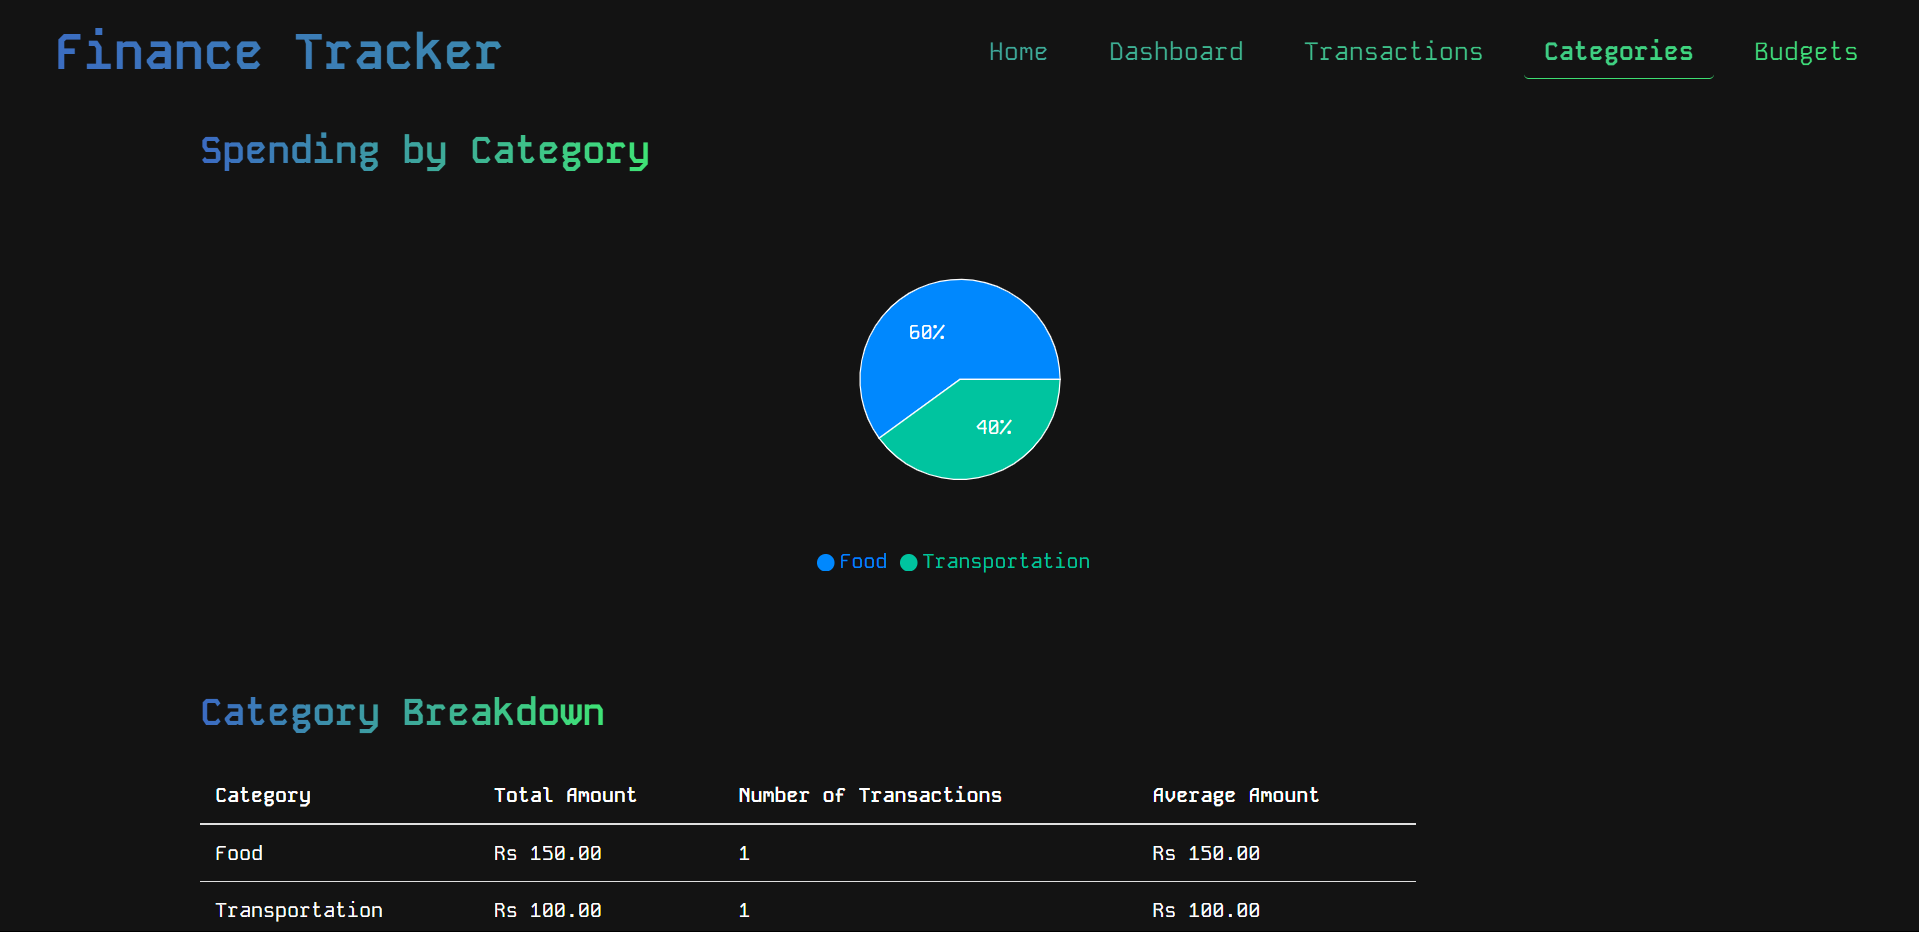 Finance Tracker Home Dashboard Transactions Categories Budgets
Spending by Category
60%
40%
Food Transportation
Category Breakdown
Category Total Amount Number of Transactions Average Amount
Food Rs 150.00 1 Rs 150.00
Transportation Rs 100.00 1 Rs 100.00